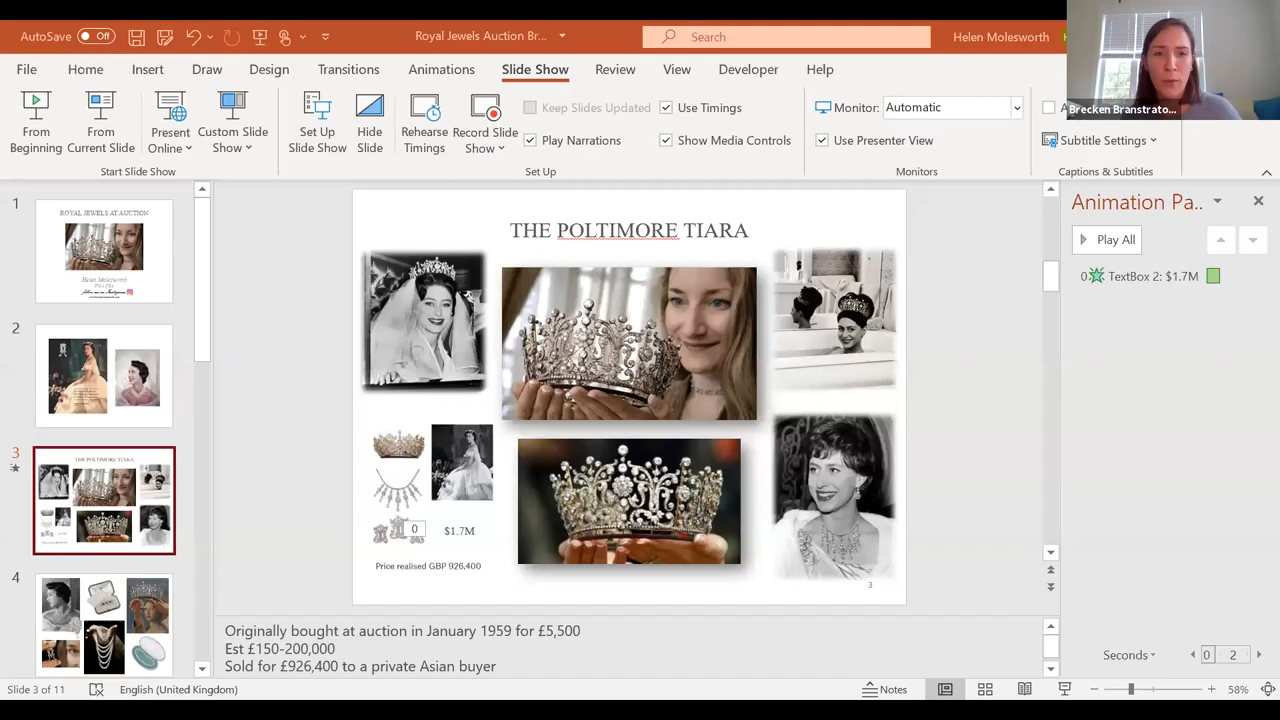 AutoSave Off
Royal Jewels Auction Br...
Search
Helen Molesworth
File Home Insert Draw Design Transitions Animations Slide Show Review View Developer Help
From Beginning
From Current Slide
Present Online
Custom Slide Show
Start Slide Show
Set Up Slide Show
Hide Slide
Rehearse Timings
Record Slide Show
Keep Slides Updated
Play Narrations
Use Timings
Show Media Controls
Set Up
Monitor: Automatic
Use Presenter View
Monitors
Subtitle Settings
Captions & Subtitles
Brecken Branstrato...
1
ROYAL JEWELS AT AUCTION
Helen Molesworth
2
3
THE POLTIMORE TIARA
4
THE POLTIMORE TIARA
0
$1.7M
Price realised GBP 926,400
3
Originally bought at auction in January 1959 for £5,500
Est £150-200,000
Sold for £926,400 to a private Asian buyer
Animation Pa...
Play All
0 TextBox 2: $1.7M
Seconds 0 2
Slide 3 of 11
English (United Kingdom)
Notes
58%